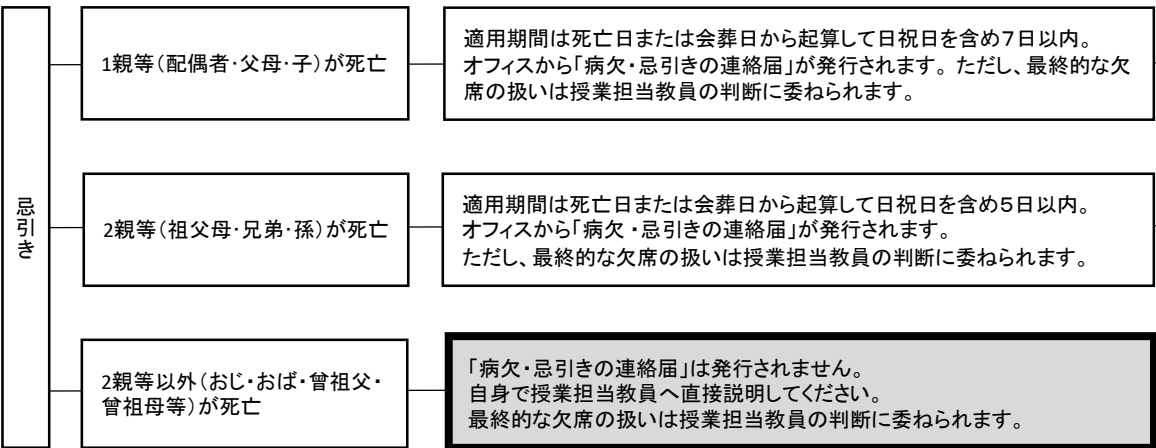 忌引き
1親等（配偶者・父母・子）が死亡
適用期間は死亡日または会葬日から起算して日祝日を含め７日以内。
オフィスから「病欠・忌引きの連絡届」が発行されます。ただし、最終的な欠
席の扱いは授業担当教員の判断に委ねられます。
2親等（祖父母・兄弟・孫）が死亡
適用期間は死亡日または会葬日から起算して日祝日を含め５日以内。
オフィスから「病欠・忌引きの連絡届」が発行されます。
ただし、最終的な欠席の扱いは授業担当教員の判断に委ねられます。
2親等以外（おじ・おば・曾祖父・
曾祖母等）が死亡
「病欠・忌引きの連絡届」は発行されません。
自身で授業担当教員へ直接説明してください。
最終的な欠席の扱いは授業担当教員の判断に委ねられます。